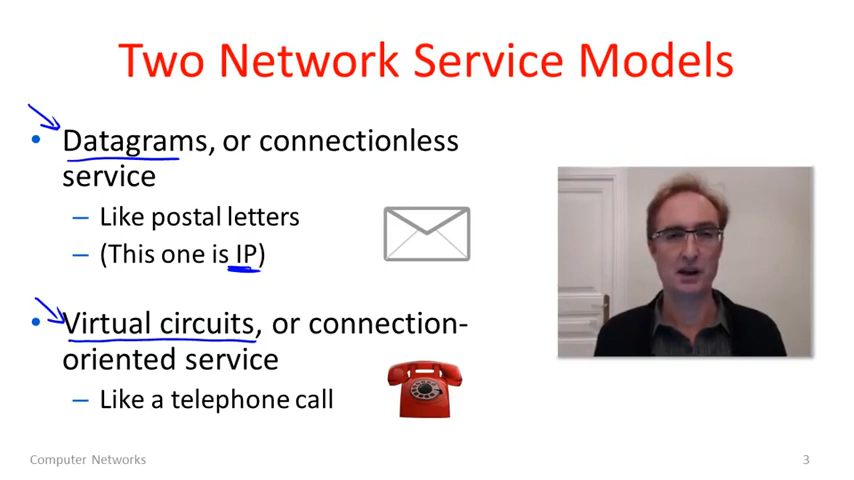 Two Network Service Models
• Datagrams, or connectionless
service
– Like postal letters
– (This one is IP)
• Virtual circuits, or connection-
oriented service
– Like a telephone call
Computer Networks
3